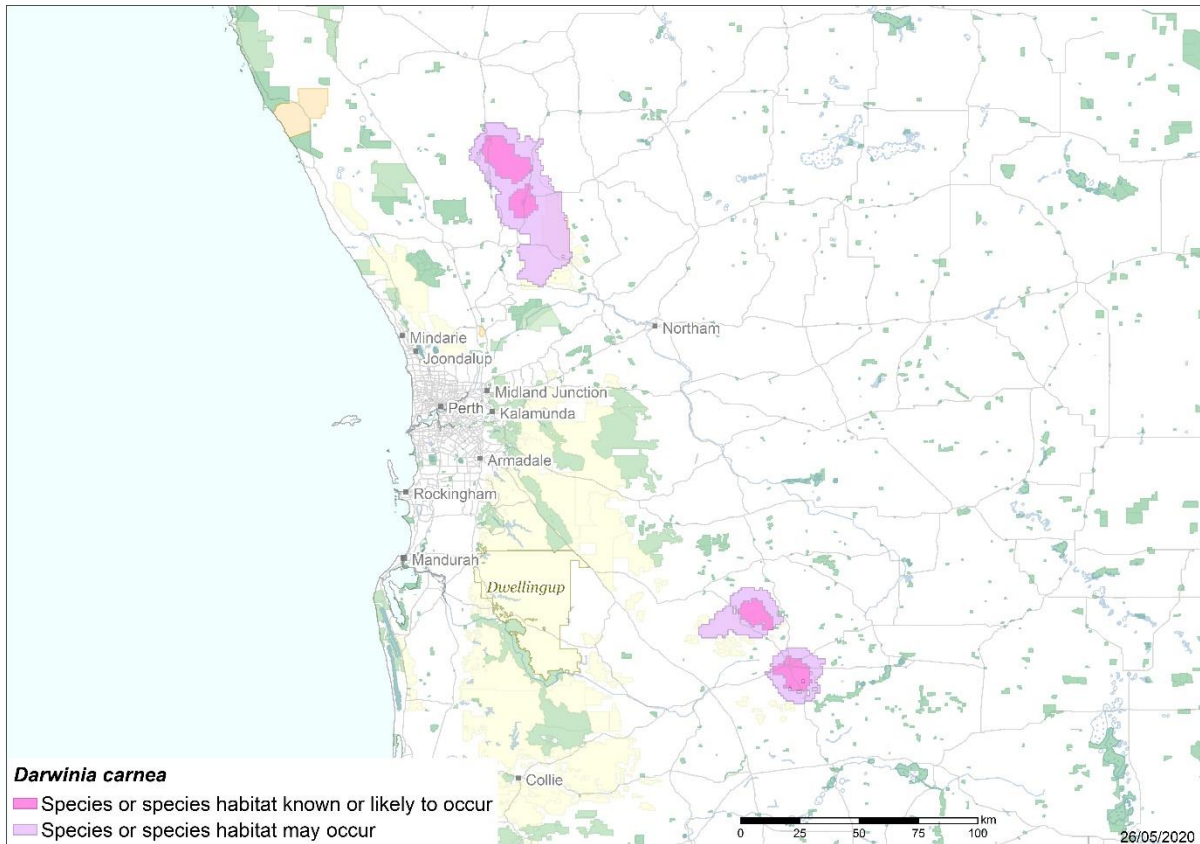 Mindarie
Joondalup
Northam
Midland Junction
Perth
Kalamunda
Armadale
Rockingham
Mandurah
Dwellingup
Collie
Darwinia carnea
Species or species habitat known or likely to occur
Species or species habitat may occur
km
0 25 50 75 100
26/05/2020